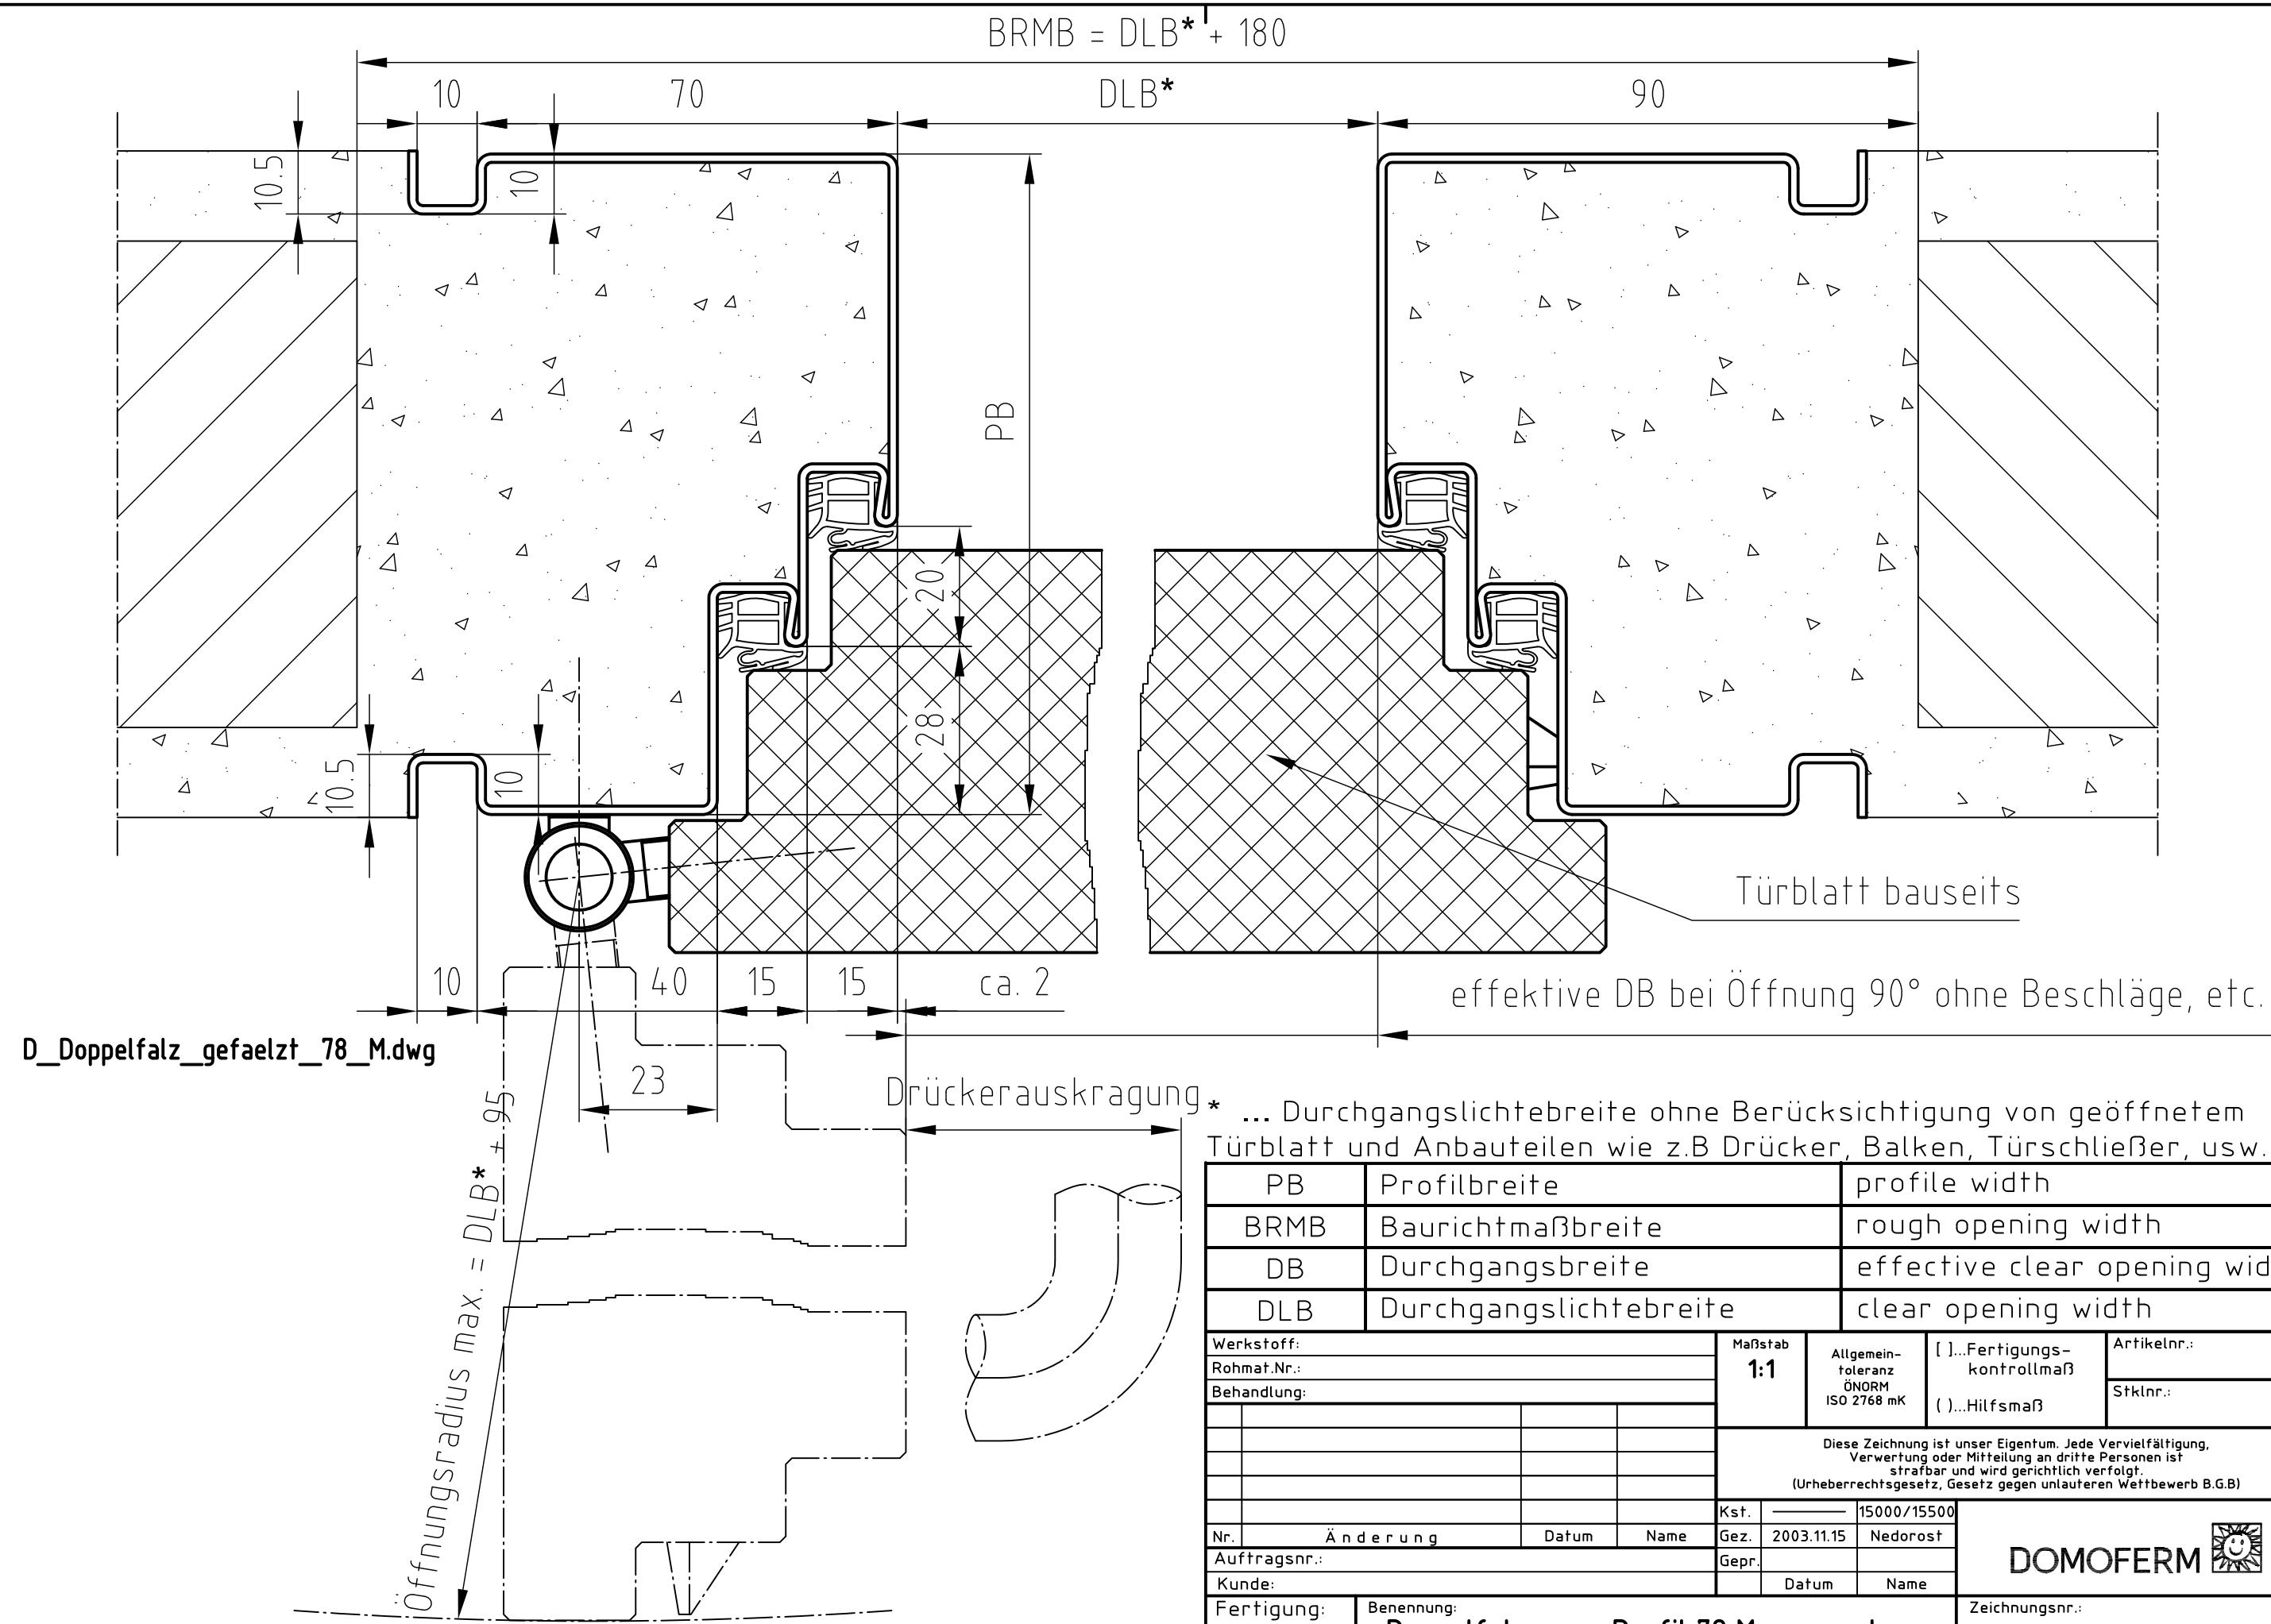 BRMB = DLB* + 180
10
70
DLB*
90
10.5
10
PB
20
28
10.5
10
Türblatt bauseits
10
40
15
15
ca. 2
effektive DB bei Öffnung 90° ohne Beschläge, etc.
D_Doppelfalz_gefaelzt_78_M.dwg
23
Drückerauskragung
Öffnungsradius max. = DLB* + 95
* ... Durchgangslichtebreite ohne Berücksichtigung von geöffnetem
Türblatt und Anbauteilen wie z.B Drücker, Balken, Türschließer, usw.
PB Profilbreite profile width
BRMB Baurichtmaßbreite rough opening width
DB Durchgangsbreite effective clear opening wid
DLB Durchgangslichtebreite clear opening width
Werkstoff:
Rohmat.Nr.:
Behandlung:
Maßstab
1:1
Allgemein-
toleranz
ÖNORM
ISO 2768 mK
[ ]...Fertigungs-
kontrollmaß
( )...Hilfsmaß
Artikelnr.:
Stklnr.:
Diese Zeichnung ist unser Eigentum. Jede Vervielfältigung,
Verwertung oder Mitteilung an dritte Personen ist
strafbar und wird gerichtlich verfolgt.
(Urheberrechtsgesetz, Gesetz gegen unlauteren Wettbewerb B.G.B)
Kst. 15000/15500
Nr. Änderung Datum Name
Gez. 2003.11.15 Nedorost
Auftragsnr.:
Gepr.
Kunde:
Datum Name
DOMOFERM
Fertigung:
Benennung:
Zeichnungsnr.: